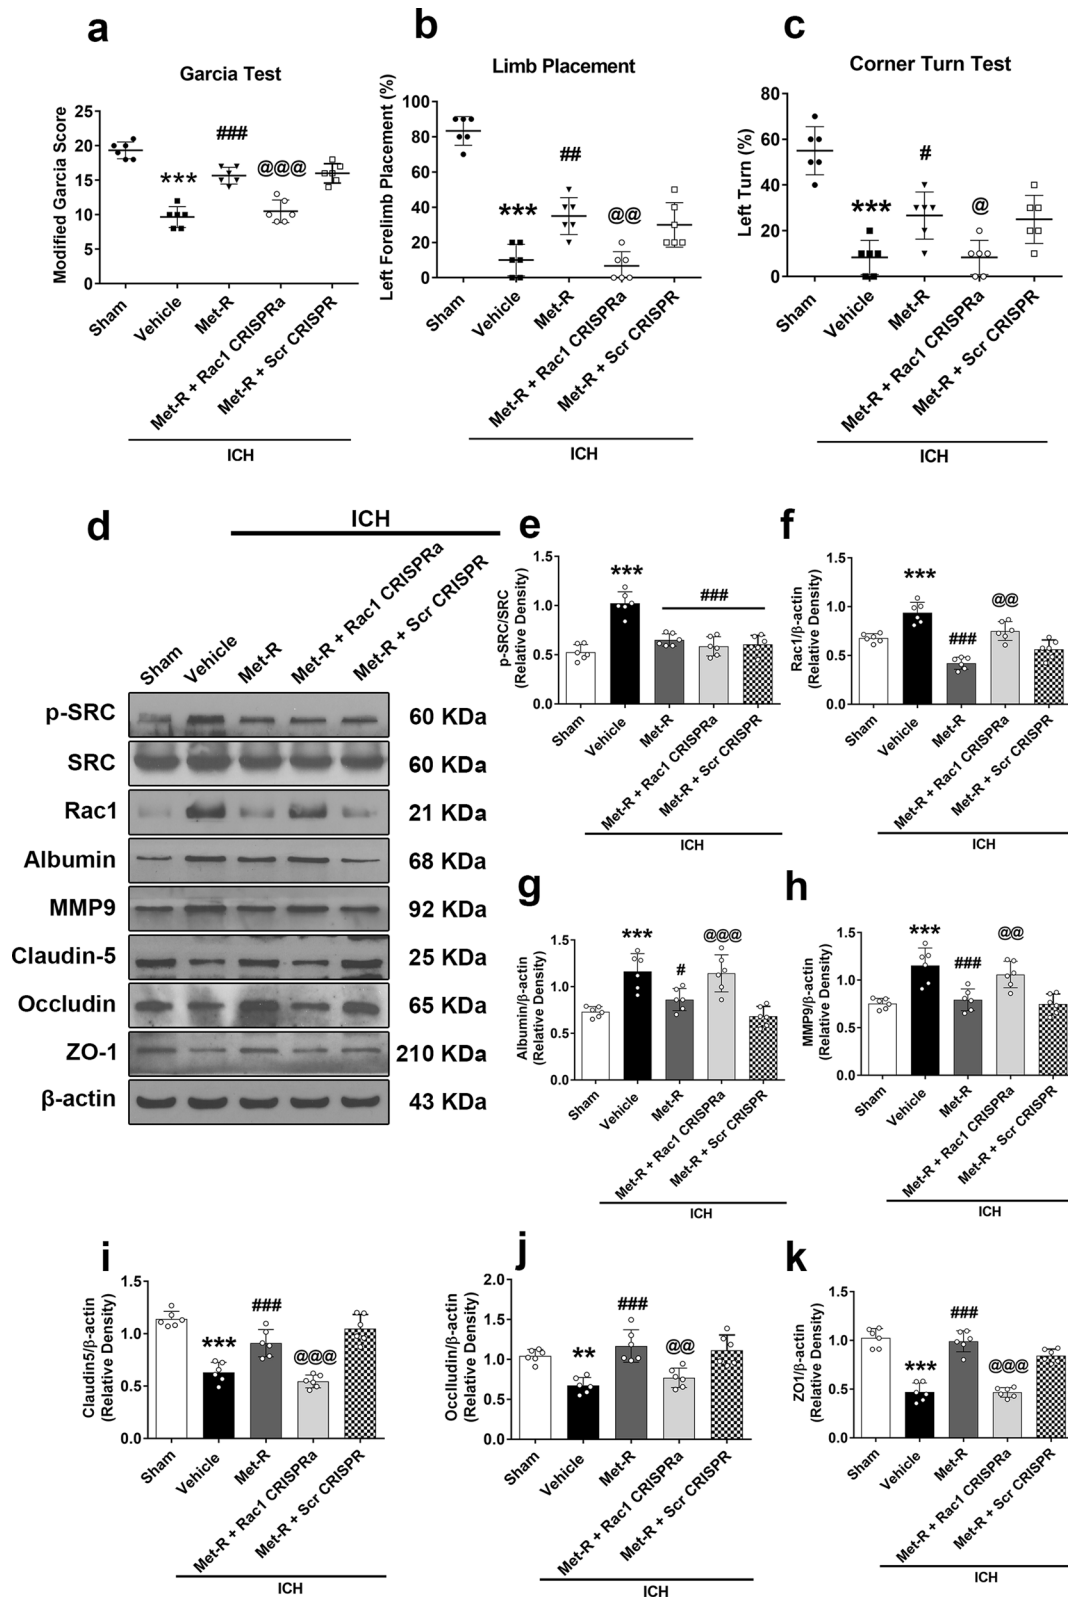 a
Garcia Test
***
###
@@@
Modified Garcia Score
25
20
15
10
5
0
Sham
Vehicle
Met-R
Met-R + Rac1 CRISPRa
Met-R + Scr CRISPR
ICH
b
Limb Placement
***
##
@@
Left Forelimb Placement (%)
100
80
60
40
20
0
Sham
Vehicle
Met-R
Met-R + Rac1 CRISPRa
Met-R + Scr CRISPR
ICH
c
Corner Turn Test
***
#
@
Left Turn (%)
80
60
40
20
0
Sham
Vehicle
Met-R
Met-R + Rac1 CRISPRa
Met-R + Scr CRISPR
ICH
d
ICH
Sham
Vehicle
Met-R
Met-R + Rac1 CRISPRa
Met-R + Scr CRISPR
p-SRC 60 KDa
SRC 60 KDa
Rac1 21 KDa
Albumin 68 KDa
MMP9 92 KDa
Claudin-5 25 KDa
Occludin 65 KDa
ZO-1 210 KDa
β-actin 43 KDa
e
***
###
p-SRC/SRC
(Relative Density)
1.5
1.0
0.5
0.0
Sham
Vehicle
Met-R
Met-R + Rac1 CRISPRa
Met-R + Scr CRISPR
ICH
f
***
###
@@
Rac1/β-actin
(Relative Density)
1.5
1.0
0.5
0.0
Sham
Vehicle
Met-R
Met-R + Rac1 CRISPRa
Met-R + Scr CRISPR
ICH
g
***
#
@@@
Albumin/β-actin
(Relative Density)
1.5
1.0
0.5
0.0
Sham
Vehicle
Met-R
Met-R + Rac1 CRISPRa
Met-R + Scr CRISPR
ICH
h
***
###
@@
MMP9/β-actin
(Relative Density)
1.5
1.0
0.5
0.0
Sham
Vehicle
Met-R
Met-R + Rac1 CRISPRa
Met-R + Scr CRISPR
ICH
i
***
###
@@@
Claudin5/β-actin
(Relative Density)
1.5
1.0
0.5
0.0
Sham
Vehicle
Met-R
Met-R + Rac1 CRISPRa
Met-R + Scr CRISPR
ICH
j
**
###
@@
Occlludin/β-actin
(Relative Density)
2.0
1.5
1.0
0.5
0.0
Sham
Vehicle
Met-R
Met-R + Rac1 CRISPRa
Met-R + Scr CRISPR
ICH
k
***
###
@@@
ZO1/β-actin
(Relative Density)
1.5
1.0
0.5
0.0
Sham
Vehicle
Met-R
Met-R + Rac1 CRISPRa
Met-R + Scr CRISPR
ICH